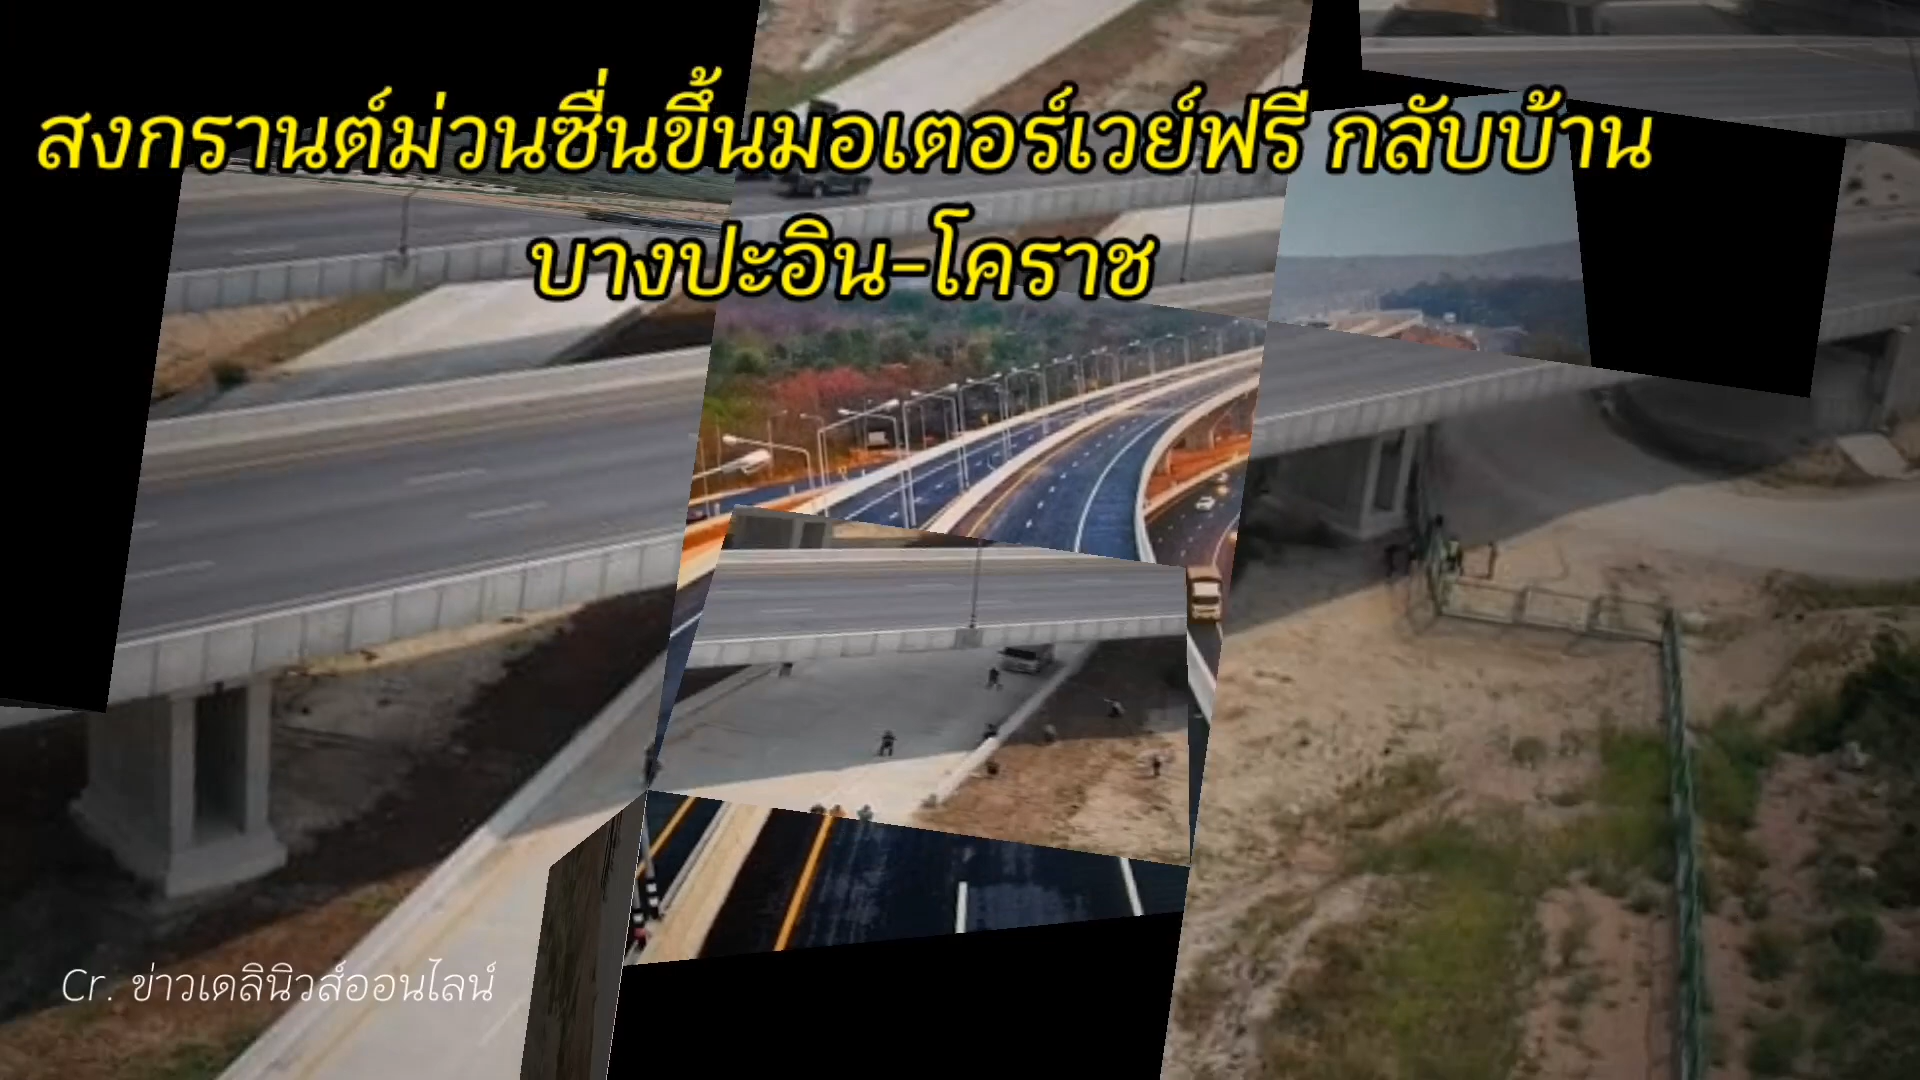 สงกรานต์ม่วนซื่นขึ้นมอเตอร์เวย์ฟรี กลับบ้าน
บางปะอิน-โคราช
Cr. ข่าวเดลินิวส์ออนไลน์